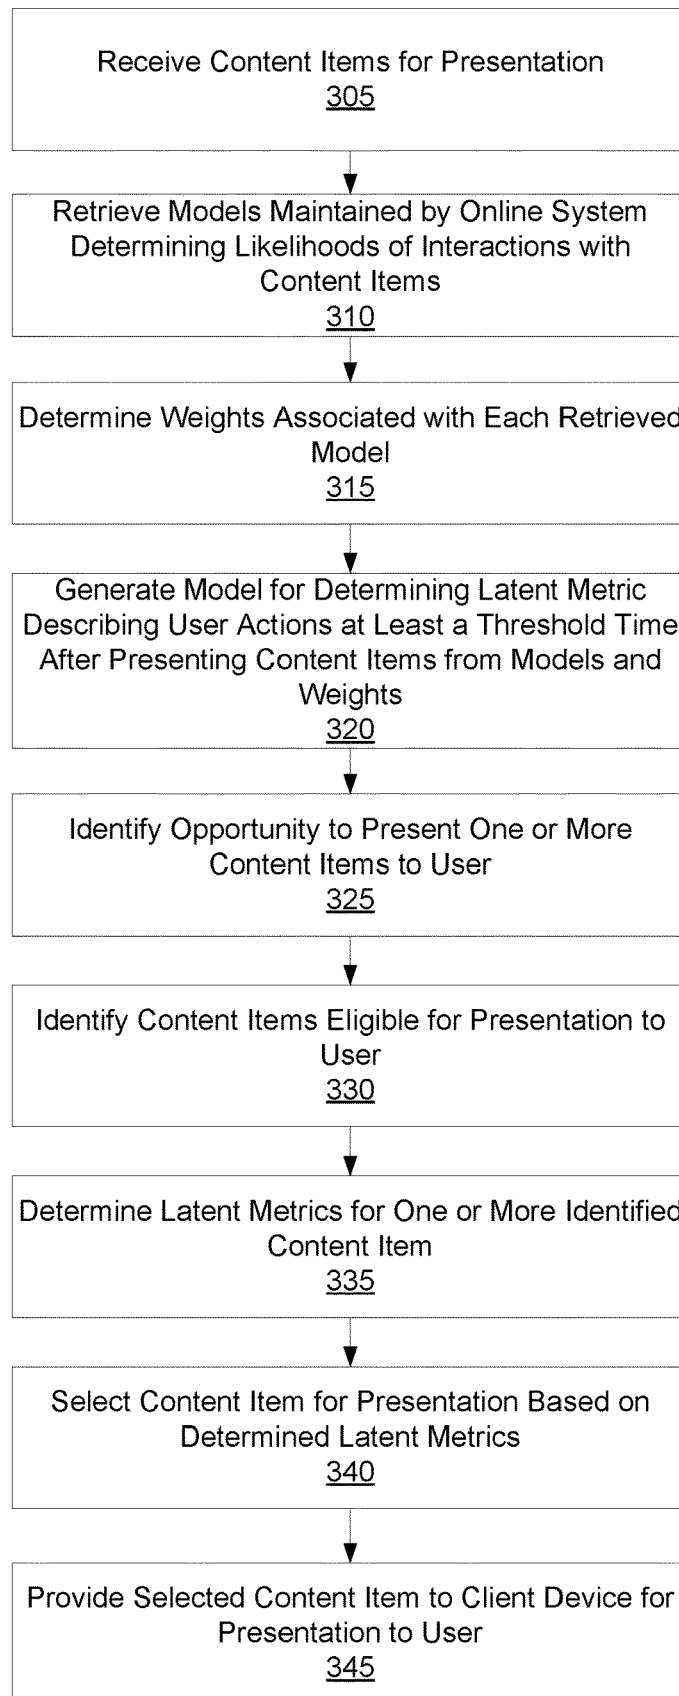 Receive Content Items for Presentation
305
Retrieve Models Maintained by Online System
Determining Likelihoods of Interactions with
Content Items
310
Determine Weights Associated with Each Retrieved
Model
315
Generate Model for Determining Latent Metric
Describing User Actions at Least a Threshold Time
After Presenting Content Items from Models and
Weights
320
Identify Opportunity to Present One or More
Content Items to User
325
Identify Content Items Eligible for Presentation to
User
330
Determine Latent Metrics for One or More Identified
Content Item
335
Select Content Item for Presentation Based on
Determined Latent Metrics
340
Provide Selected Content Item to Client Device for
Presentation to User
345